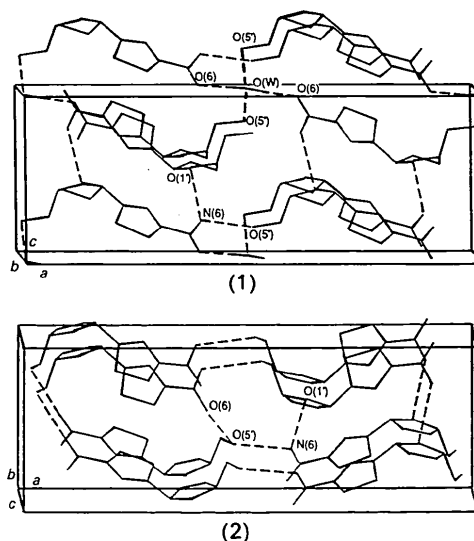 O(5')
O(6) O(W) O(6)
O(5')
O(1')
N(6) O(5')
c
b a
(1)
O(1')
O(6)
O(5') N(6)
b a
c
(2)